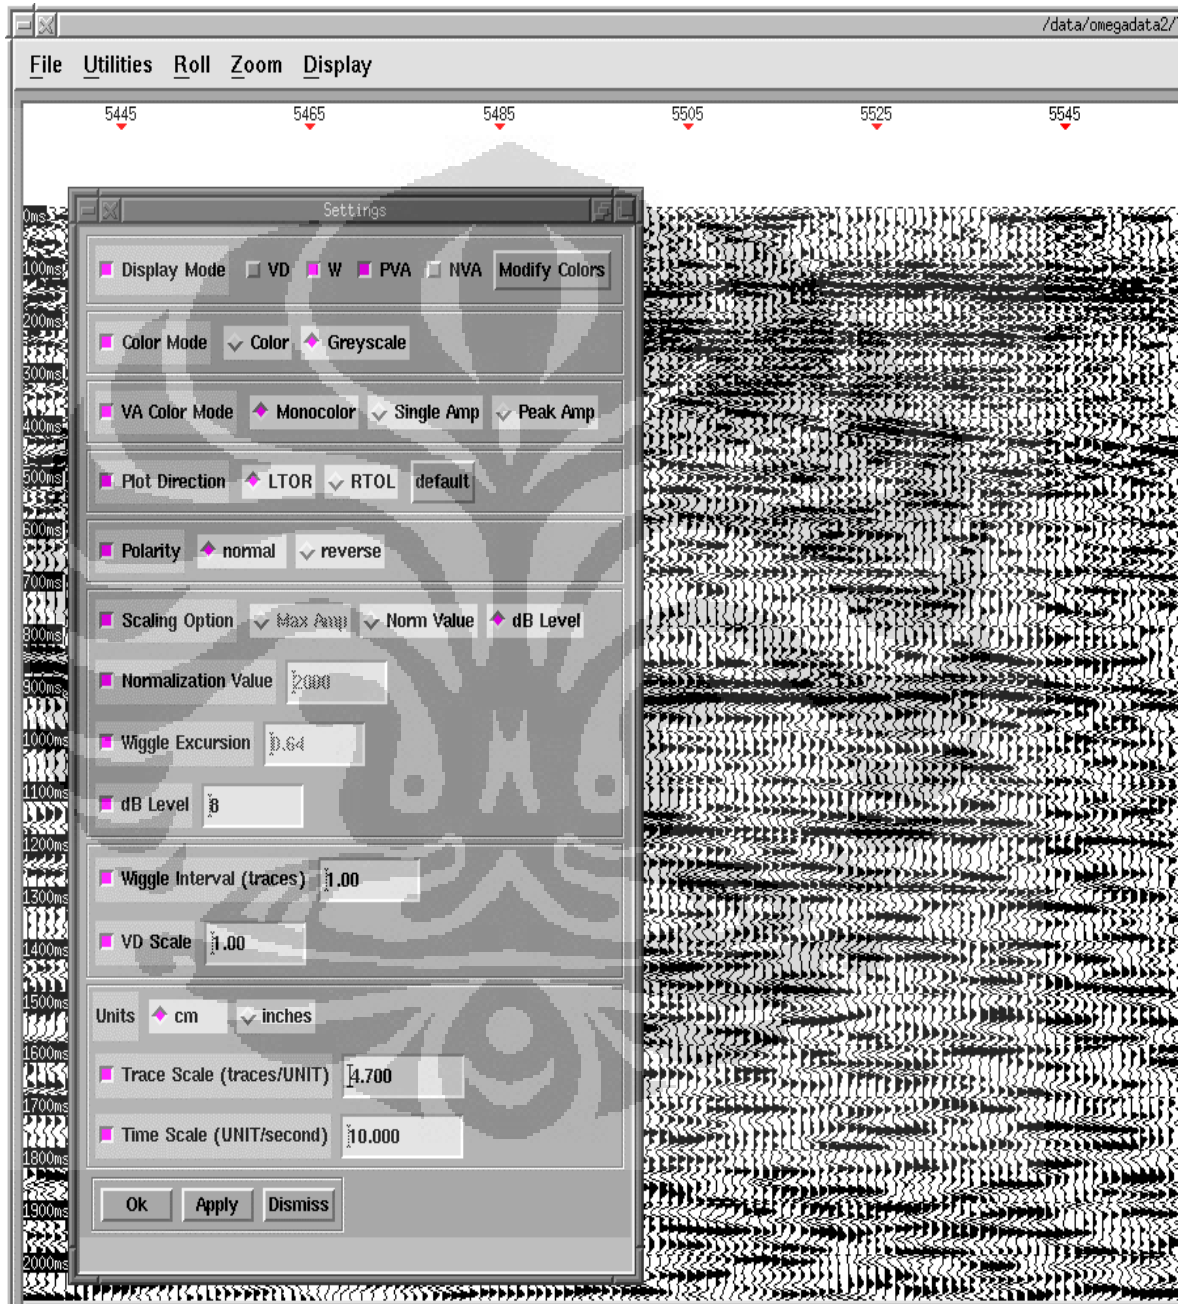 /data/omegadata2/
File Utilities Roll Zoom Display
5445 5465 5485 5505 5525 5545
Settings
0ms
Display Mode VD W PVA NVA Modify Colors
100ms
200ms
Color Mode Color Greyscale
300ms
VA Color Mode Monocolor Single Amp Peak Amp
400ms
Plot Direction LTOR RTOL default
500ms
600ms
Polarity normal reverse
700ms
Scaling Option Max Amp Norm Value dB Level
800ms
Normalization Value 2000
900ms
Wiggle Excursion 0.64
1000ms
1100ms
dB Level 8
1200ms
Wiggle Interval (traces) 1.00
1300ms
VD Scale 1.00
1400ms
1500ms
Units cm inches
1600ms
Trace Scale (traces/UNIT) 4.700
1700ms
Time Scale (UNIT/second) 10.000
1800ms
Ok Apply Dismiss
1900ms
2000ms